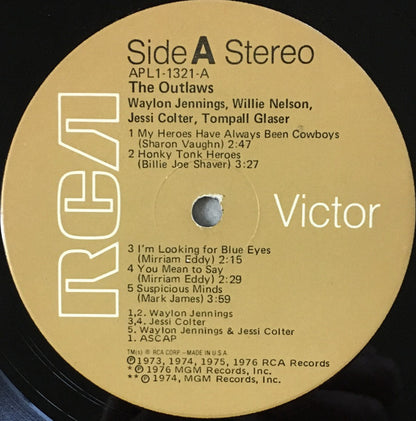 Side A Stereo
APL1-1321-A
The Outlaws
Waylon Jennings, Willie Nelson,
Jessi Colter, Tompall Glaser
1 My Heroes Have Always Been Cowboys
(Sharon Vaughn) 2:47
2 Honky Tonk Heroes
(Billie Joe Shaver) 3:27
RCA
Victor
3 I'm Looking for Blue Eyes
(Mirriam Eddy) 2:15
4 You Mean to Say
(Mirriam Eddy) 2:29
5 Suspicious Minds
(Mark James) 3:59
1,2. Waylon Jennings
3,4. Jessi Colter
5. Waylon Jennings & Jessi Colter
1. ASCAP
TM(s) ® RCA CORP – MADE IN U.S.A.
℗1973, 1974, 1975, 1976 RCA Records
* ℗1976 MGM Records, Inc.
** ℗1974, MGM Records, Inc.